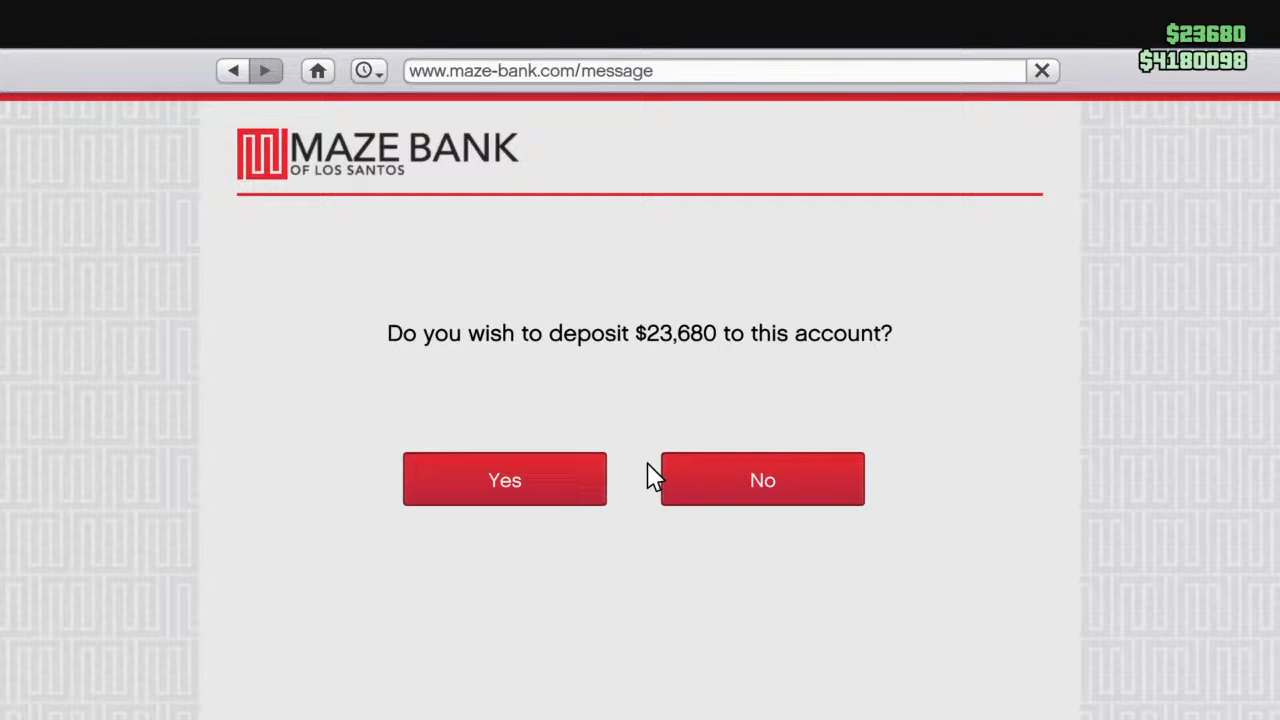 $23680
$4180098
www.maze-bank.com/message
MAZE BANK
OF LOS SANTOS
Do you wish to deposit $23,680 to this account?
Yes
No